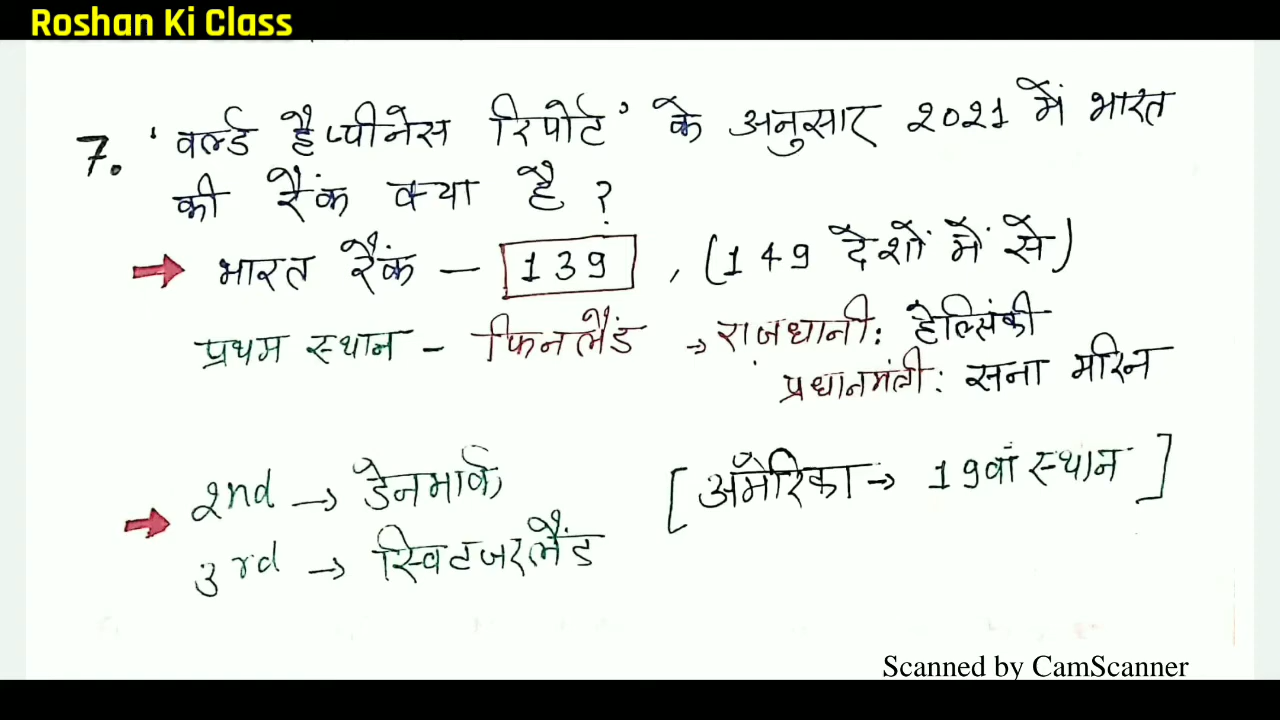 Roshan Ki Class
7. 'वर्ल्ड हैप्पीनेस रिपोर्ट' के अनुसार 2021 में भारत
की रैंक क्या है ?
→ भारत रैंक – 139 , (149 देशों में से)
प्रथम स्थान – फिनलैंड → राजधानी: हेल्सिंकी
प्रधानमंत्री: सना मरिन
2nd → डेनमार्क [अमेरिका → 19वां स्थान]
→
3rd → स्विटजरलैंड
Scanned by CamScanner